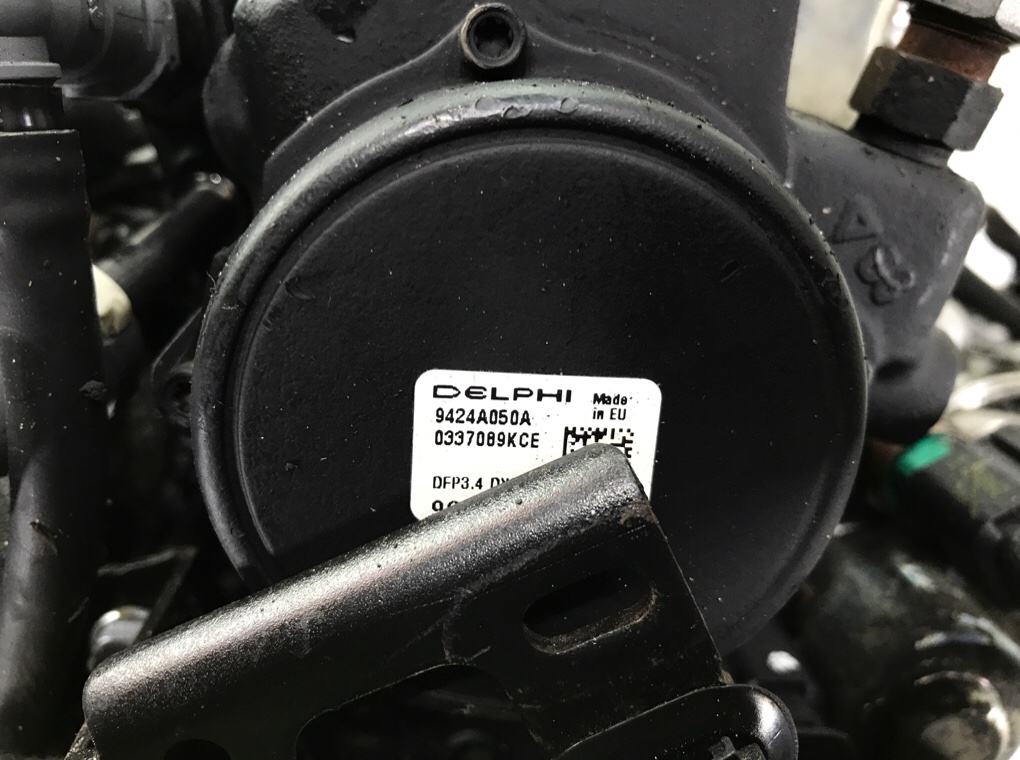 DELPHI
Made
in EU
9424A050A
0337089KCE
DFP3.4